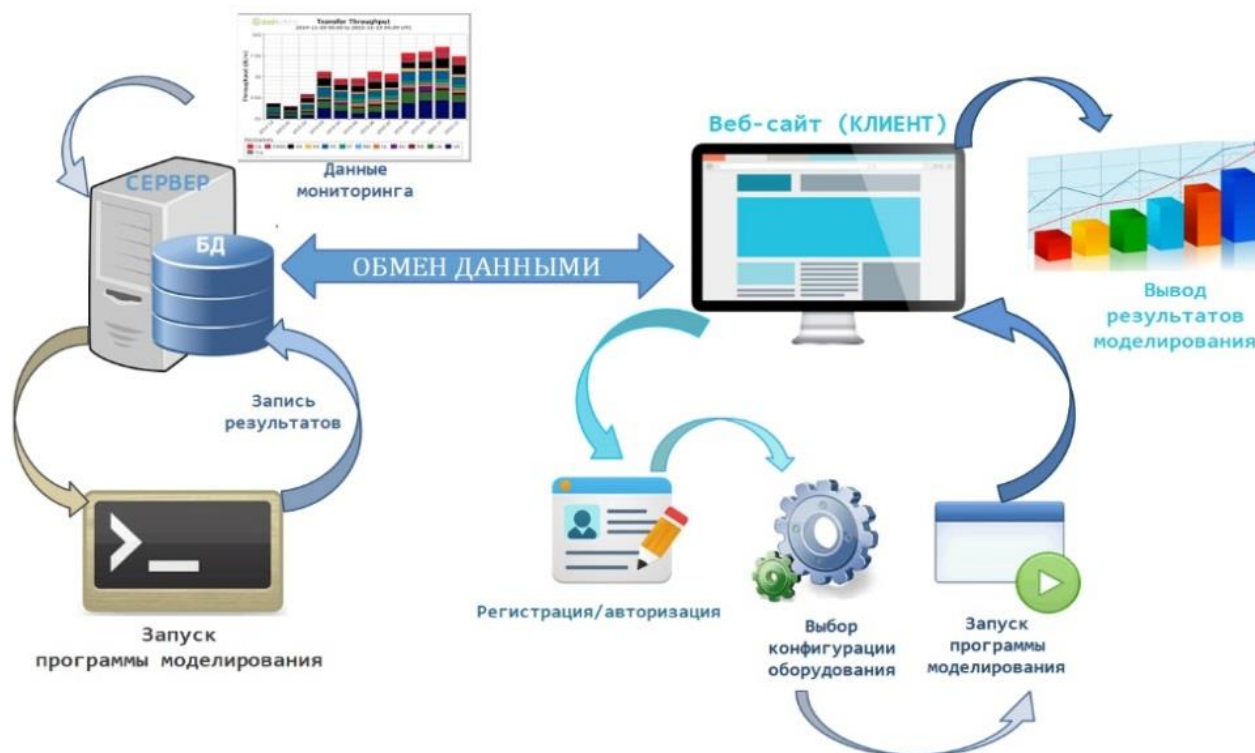 Transfer Throughput
Данные
мониторинга
СЕРВЕР
БД
ОБМЕН ДАННЫМИ
Запись
результатов
Запуск
программы моделирования
Веб-сайт (КЛИЕНТ)
Вывод
результатов
моделирования
Регистрация/авторизация
Выбор
конфигурации
оборудования
Запуск
программы
моделирования